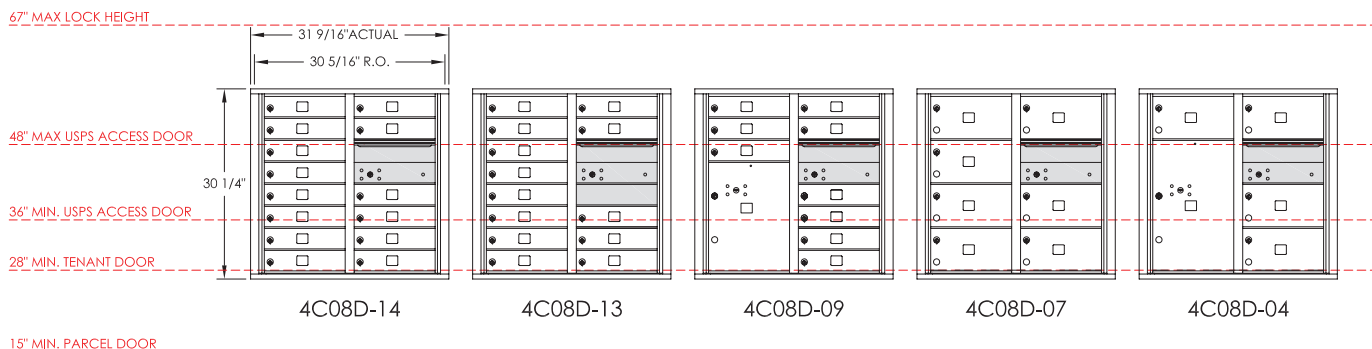 67" MAX LOCK HEIGHT
31 9/16"ACTUAL
30 5/16" R.O.
48" MAX USPS ACCESS DOOR
30 1/4"
36" MIN. USPS ACCESS DOOR
28" MIN. TENANT DOOR
4C08D-14
4C08D-13
4C08D-09
4C08D-07
4C08D-04
15" MIN. PARCEL DOOR